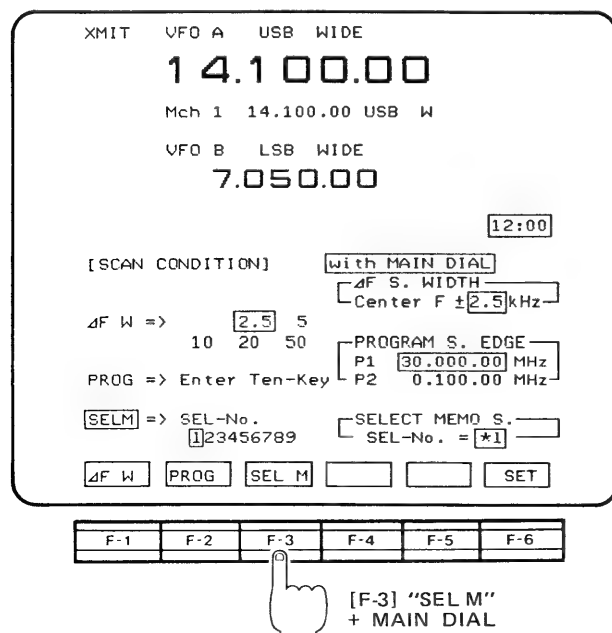 XMIT VFO A USB WIDE
14.100.00
Mch 1 14.100.00 USB W
VFO B LSB WIDE
7.050.00
12:00
[SCAN CONDITION] with MAIN DIAL
⊿F S. WIDTH
Center F ±2.5kHz
⊿F W => 2.5 5
10 20 50
PROGRAM S. EDGE
P1 30.000.00 MHz
PROG => Enter Ten-Key P2 0.100.00 MHz
SELM => SEL-No. SELECT MEMO S.
123456789 SEL-No. = *1
⊿F W PROG SEL M SET
F-1 F-2 F-3 F-4 F-5 F-6
[F-3] "SEL M"
+ MAIN DIAL